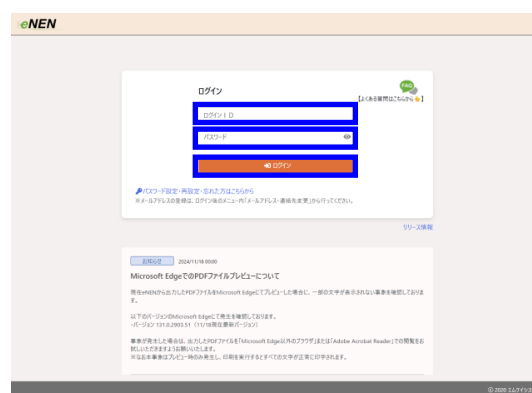 eNEN
ログイン
FAQ
【よくある質問はこちらから👆】
ログインID
パスワード
ログイン
パスワード設定・再設定・忘れた方はこちらから
※メールアドレスの登録は、ログイン後のメニュー内「メールアドレス・連絡先変更」から行ってください。
リリース情報
お知らせ 2024/11/18 00:00
Microsoft EdgeでのPDFファイルプレビューについて
現在eNENから出力したPDFファイルをMicrosoft Edgeにてプレビューした場合に、一部の文字が表示されない事象を確認しておりま
す。
以下のバージョンのMicrosoft Edgeにて発生を確認しております。
・バージョン 131.0.2903.51（11/18現在最新バージョン）
事象が発生した場合は、出力したPDFファイルを「Microsoft Edge以外のブラウザ」または「Adobe Acrobat Reader」での閲覧をお
試しいただきますようお願いいたします。
※なお本事象はプレビュー時のみ発生し、印刷を実行するとすべての文字が正常に印字されます。
© 2020 エムケイシス